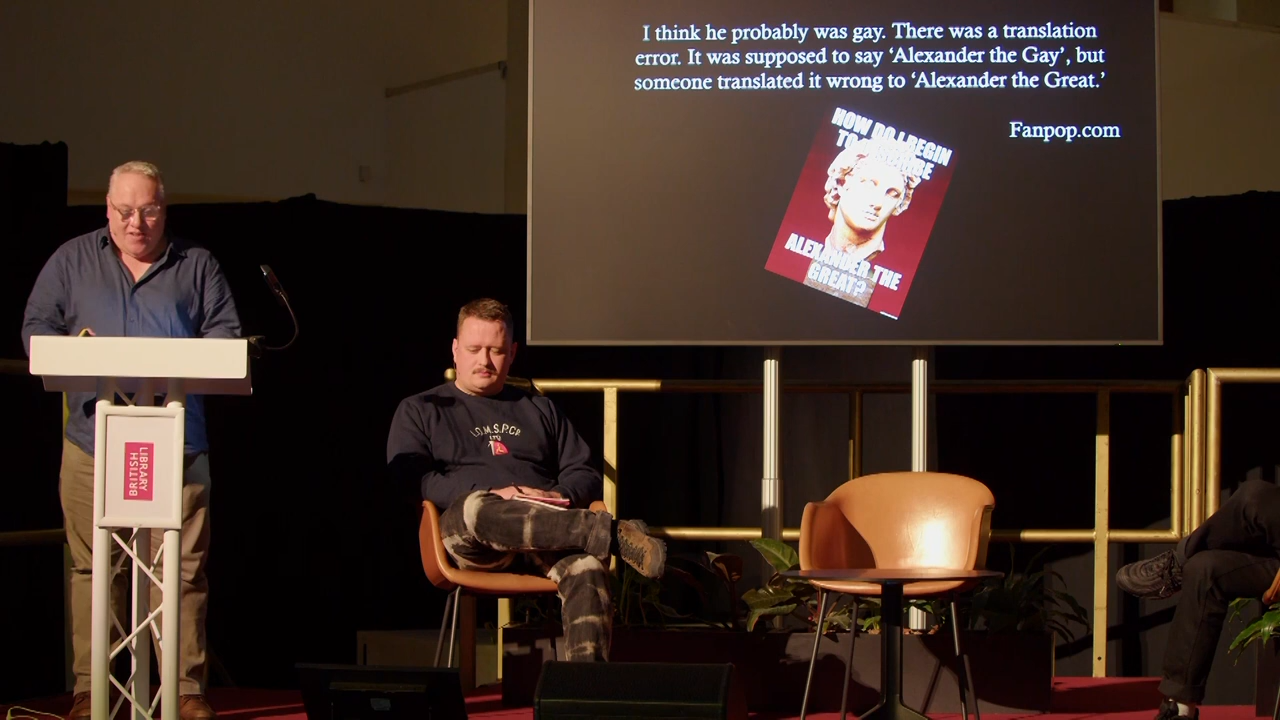 I think he probably was gay. There was a translation
error. It was supposed to say ‘Alexander the Gay’, but
someone translated it wrong to ‘Alexander the Great.’
Fanpop.com
HOW DO I BEGIN
ALEXANDER THE
GREAT?
I.O.M.S.P.C.A.
BRITISH
LIBRARY